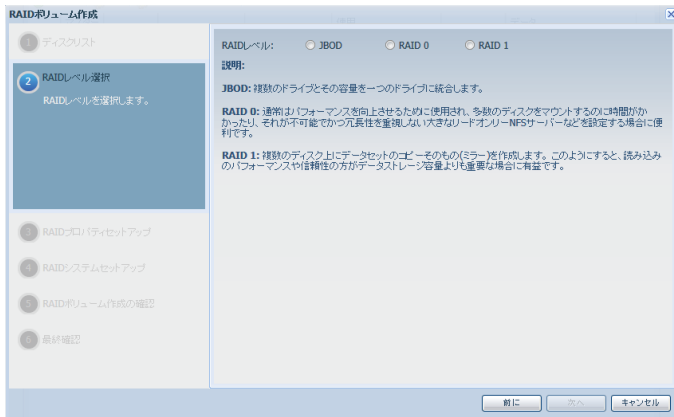 RAIDボリューム作成
1 ディスクリスト
2 RAIDレベル選択
RAIDレベルを選択します。
3 RAIDプロパティセットアップ
4 RAIDシステムセットアップ
5 RAIDボリューム作成の確認
6 最終確認
RAIDレベル: JBOD RAID 0 RAID 1
説明:
JBOD: 複数のドライブとその容量を一つのドライブに統合します。
RAID 0: 通常はパフォーマンスを向上させるために使用され、多数のディスクをマウントするのに時間がか
かったり、それが不可能でかつ冗長性を重視しない大きなリードオンリーNFSサーバーなどを設定する場合に便
利です。
RAID 1: 複数のディスク上にデータセットのコピーそのもの(ミラー)を作成します。このようにすると、読み込み
のパフォーマンスや信頼性の方がデータストレージ容量よりも重要な場合に有益です。
前に 次へ キャンセル